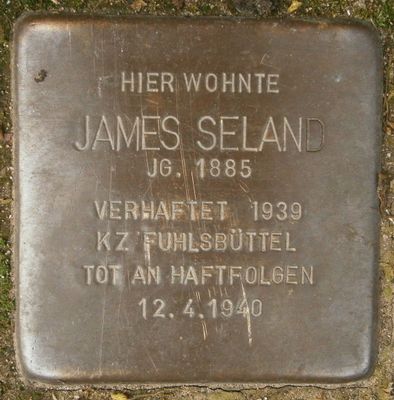 HIER WOHNTE
JAMES SELAND
JG. 1885
VERHAFTET 1939
KZ FUHLSBÜTTEL
TOT AN HAFTFOLGEN
12.4.1940